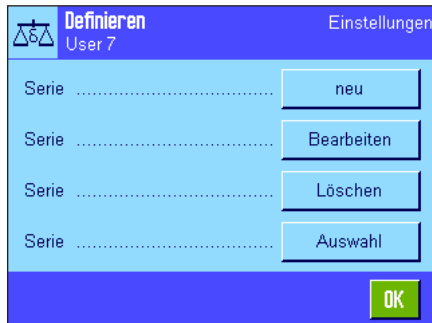 Definieren Einstellungen
User 7
Serie ................................... neu
Serie ................................... Bearbeiten
Serie ................................... Löschen
Serie ................................... Auswahl
OK